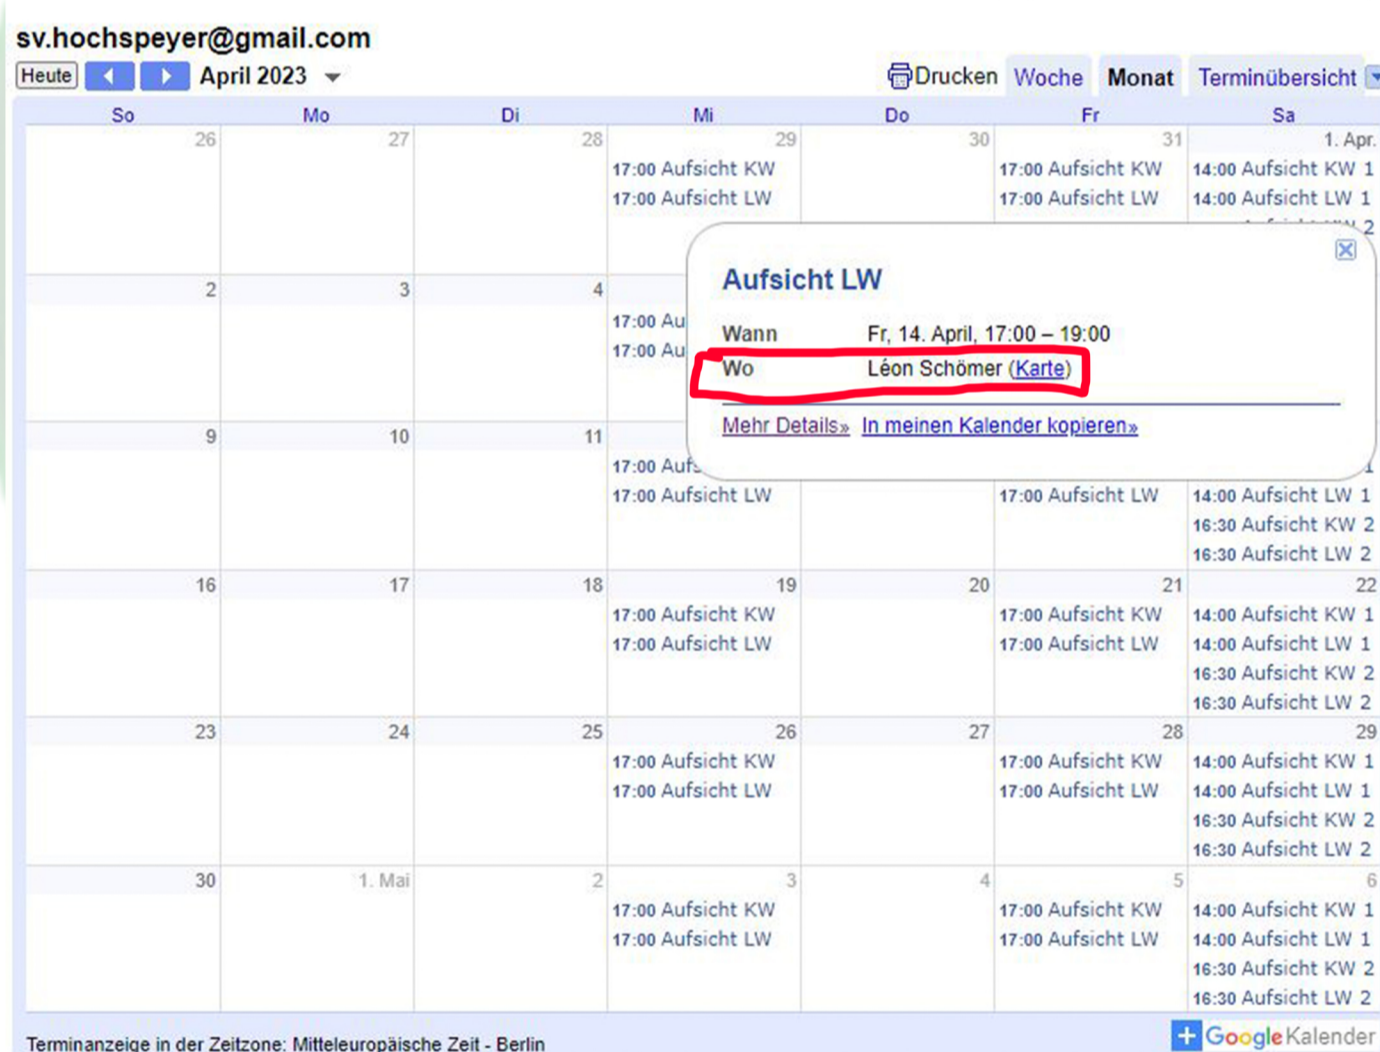 sv.hochspeyer@gmail.com
Heute April 2023 Drucken Woche Monat Terminübersicht
So Mo Di Mi Do Fr Sa
26 27 28 29 30 31 1. Apr.
17:00 Aufsicht KW 17:00 Aufsicht KW 14:00 Aufsicht KW 1
17:00 Aufsicht LW 17:00 Aufsicht LW 14:00 Aufsicht LW 1
2
Aufsicht LW
2 3 4
17:00 Au
Wann Fr, 14. April, 17:00 – 19:00
17:00 Au
Wo Léon Schömer (Karte)
Mehr Details» In meinen Kalender kopieren»
9 10 11
17:00 Aufs 1
17:00 Aufsicht LW 17:00 Aufsicht LW 14:00 Aufsicht LW 1
16:30 Aufsicht KW 2
16:30 Aufsicht LW 2
16 17 18 19 20 21 22
17:00 Aufsicht KW 17:00 Aufsicht KW 14:00 Aufsicht KW 1
17:00 Aufsicht LW 17:00 Aufsicht LW 14:00 Aufsicht LW 1
16:30 Aufsicht KW 2
16:30 Aufsicht LW 2
23 24 25 26 27 28 29
17:00 Aufsicht KW 17:00 Aufsicht KW 14:00 Aufsicht KW 1
17:00 Aufsicht LW 17:00 Aufsicht LW 14:00 Aufsicht LW 1
16:30 Aufsicht KW 2
16:30 Aufsicht LW 2
30 1. Mai 2 3 4 5 6
17:00 Aufsicht KW 17:00 Aufsicht KW 14:00 Aufsicht KW 1
17:00 Aufsicht LW 17:00 Aufsicht LW 14:00 Aufsicht LW 1
16:30 Aufsicht KW 2
16:30 Aufsicht LW 2
Terminanzeige in der Zeitzone: Mitteleuropäische Zeit - Berlin
Google Kalender